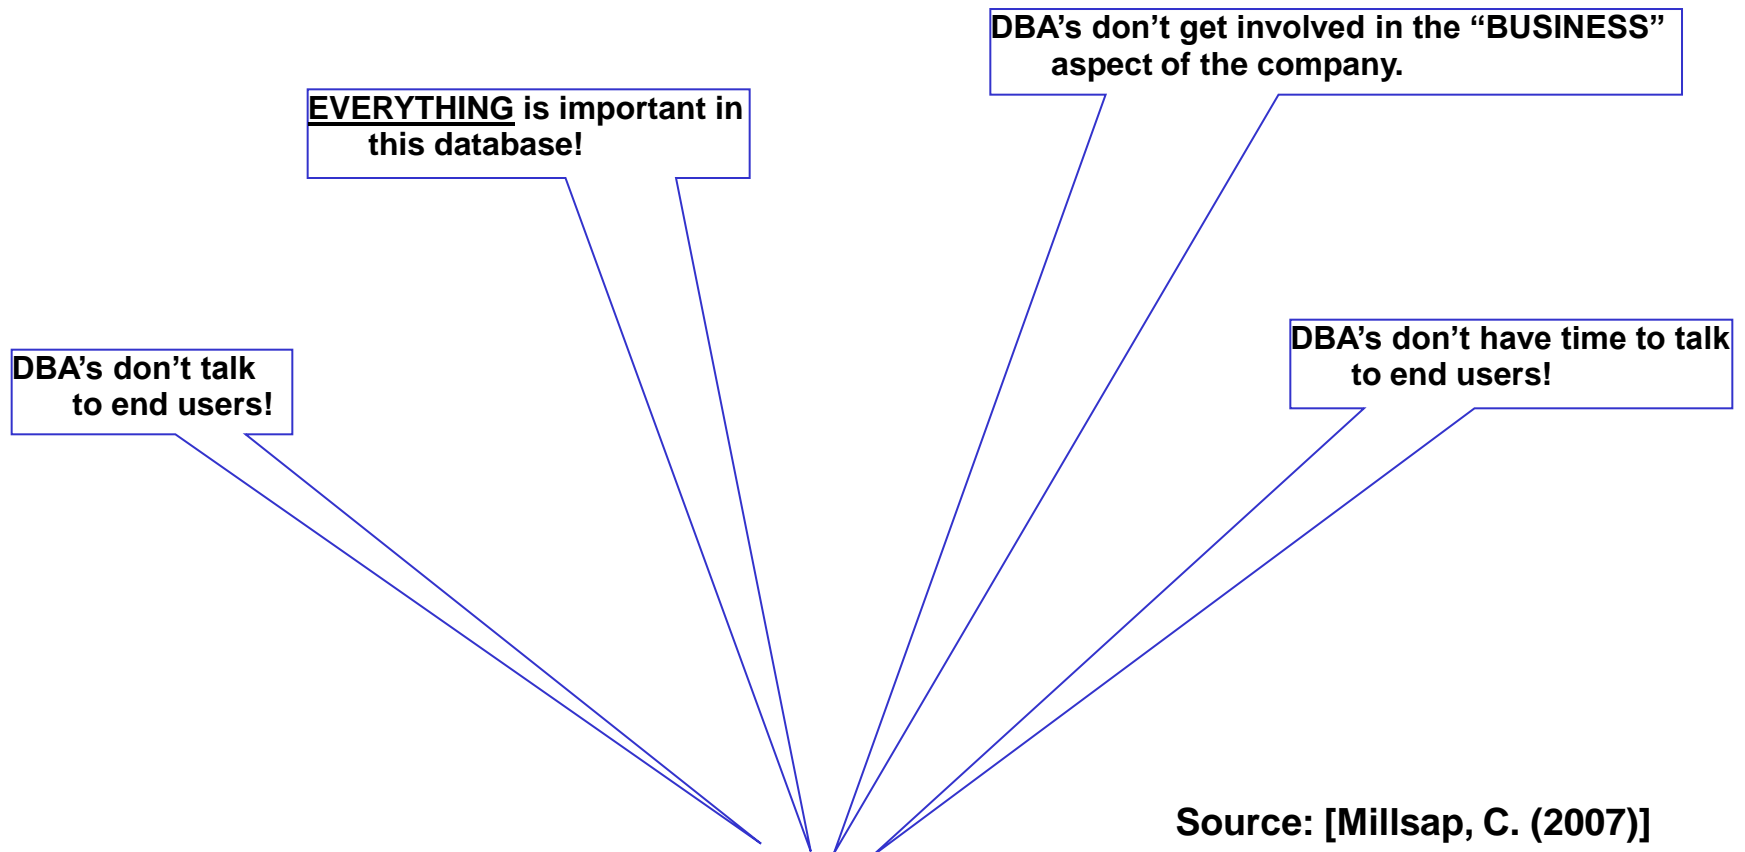 DBA's don't get involved in the “BUSINESS”
aspect of the company.
EVERYTHING is important in
this database!
DBA’s don’t have time to talk
to end users!
DBA’s don’t talk
to end users!
Source: [Millsap, C. (2007)]